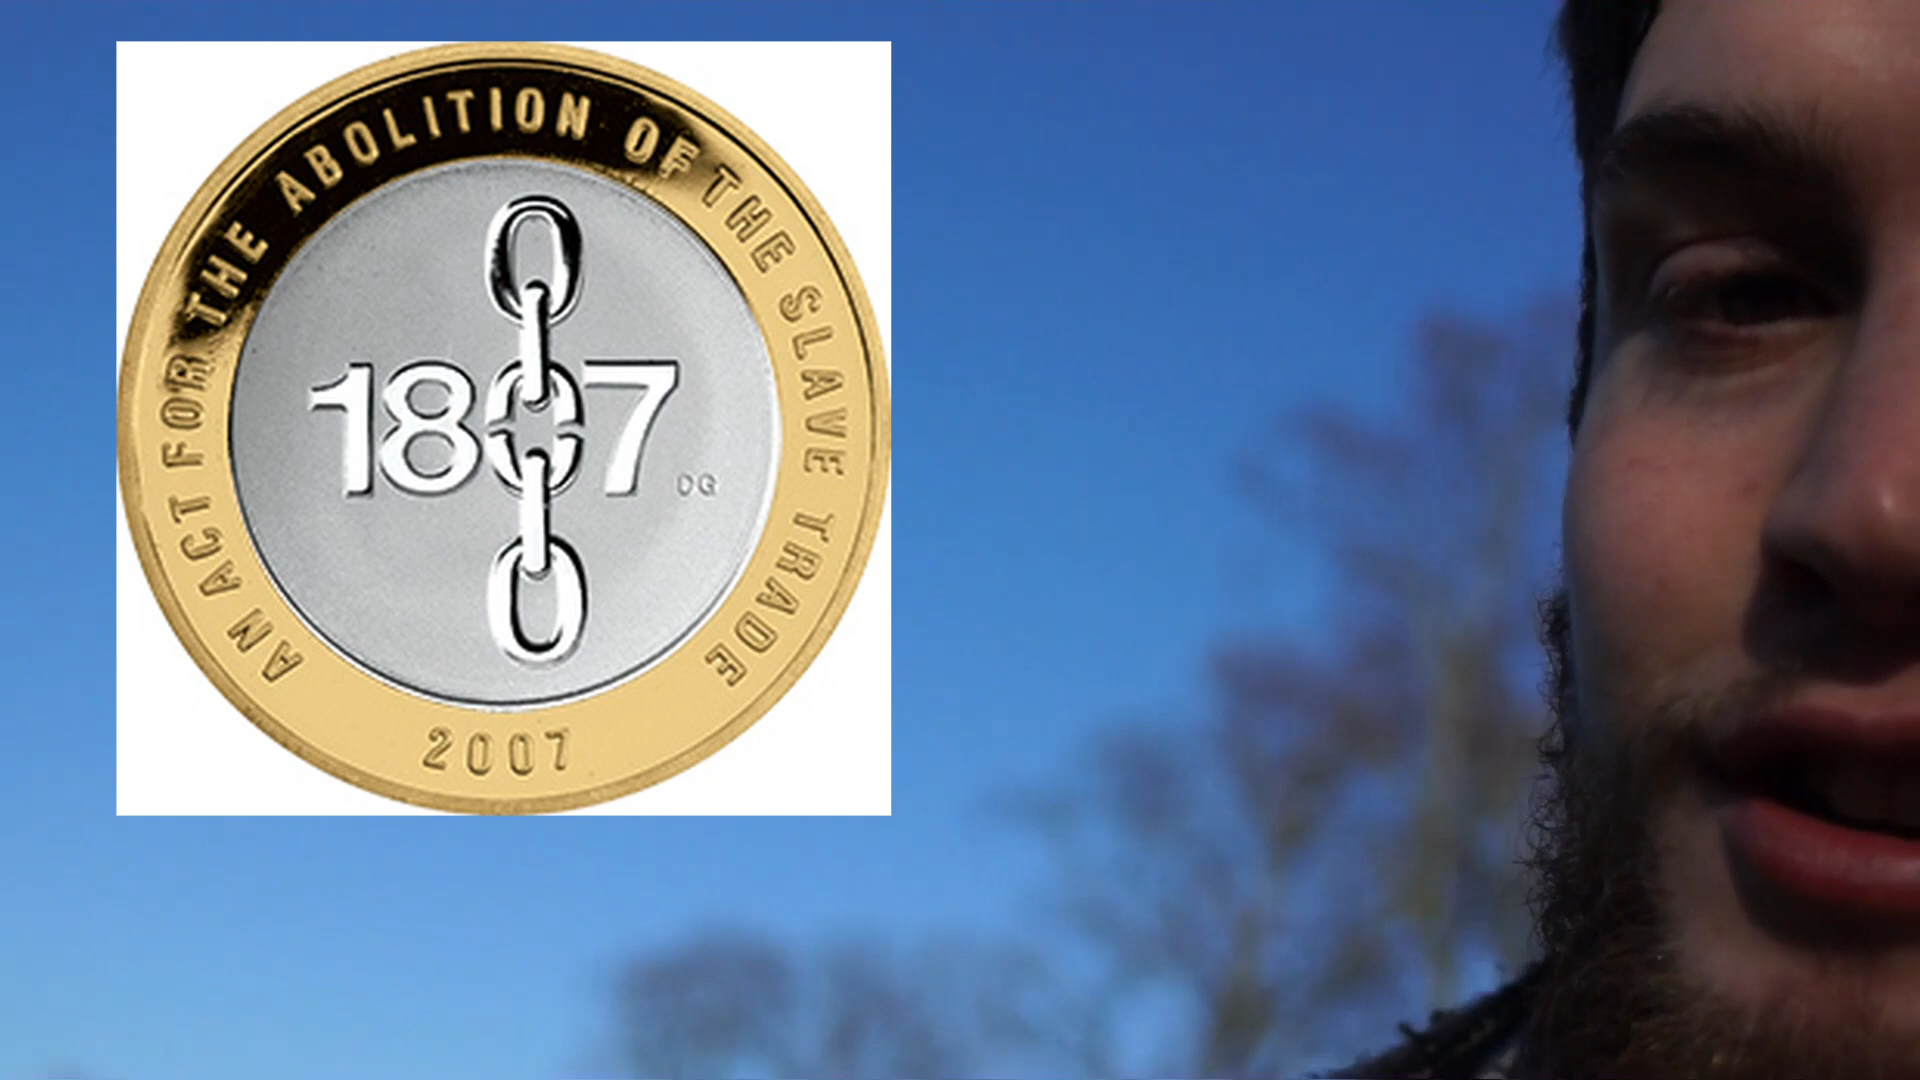 AN ACT FOR THE ABOLITION OF THE SLAVE TRADE
1807
DG
2007